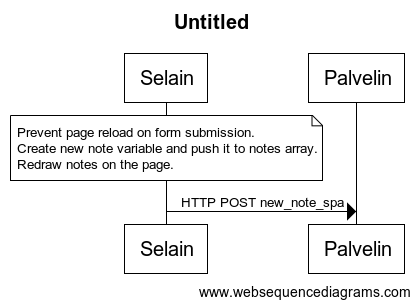 Untitled
Selain
Palvelin
Prevent page reload on form submission.
Create new note variable and push it to notes array.
Redraw notes on the page.
HTTP POST new_note_spa
Selain
Palvelin
www.websequencediagrams.com